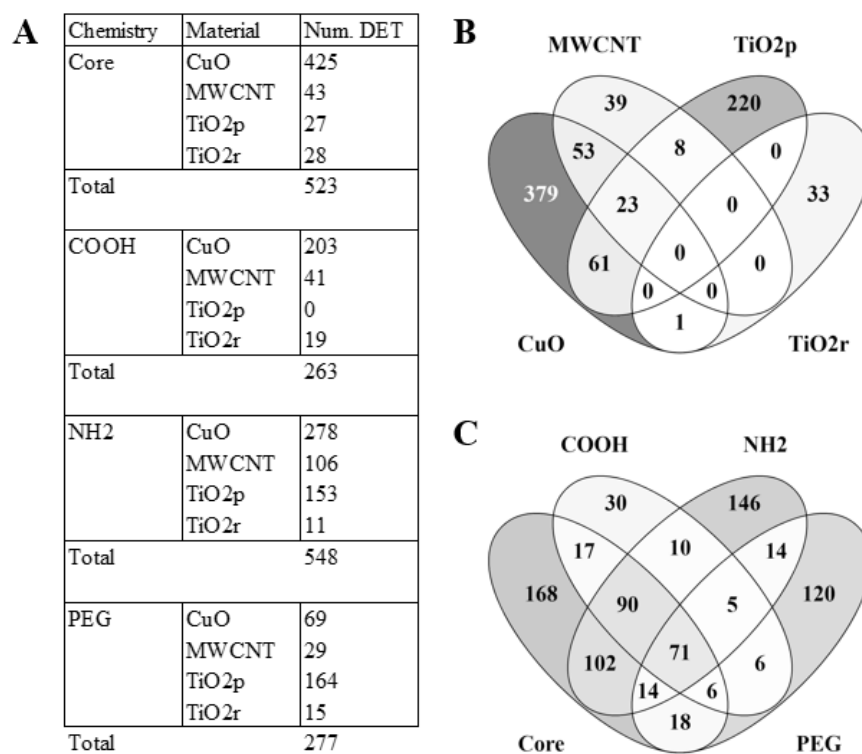 A
Chemistry Material Num. DET
Core CuO 425
MWCNT 43
TiO2p 27
TiO2r 28
Total 523
COOH CuO 203
MWCNT 41
TiO2p 0
TiO2r 19
Total 263
NH2 CuO 278
MWCNT 106
TiO2p 153
TiO2r 11
Total 548
PEG CuO 69
MWCNT 29
TiO2p 164
TiO2r 15
Total 277
B
MWCNT TiO2p
39 220
53 8 0
379 23 0 33
61 0 0
0 0
1
CuO TiO2r
C
COOH NH2
30 146
17 10 14
168 90 5 120
102 71 6
14 6
18
Core PEG